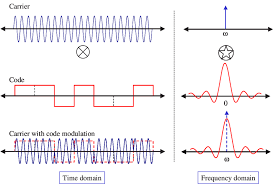 Carrier
ω
Code
0
Carrier with code modulation
ω
Time domain
Frequency domain